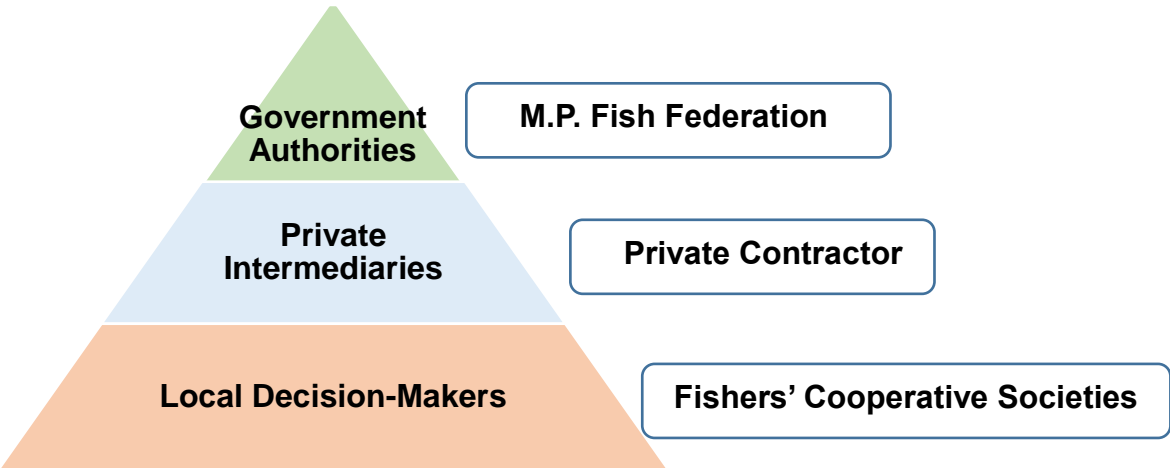 Government
Authorities
M.P. Fish Federation
Private
Intermediaries
Private Contractor
Local Decision-Makers
Fishers’ Cooperative Societies